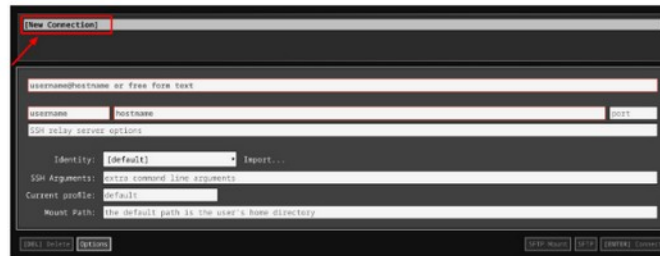 [New Connection]
username@hostname or free form text
username hostname port
SSH relay server options
Identity: [default] Import...
SSH Arguments: extra command line arguments
Current profile: default
Mount Path: the default path is the user's home directory
[DEL] Delete Options SFTP Mount SFTP [ENTER] Connect